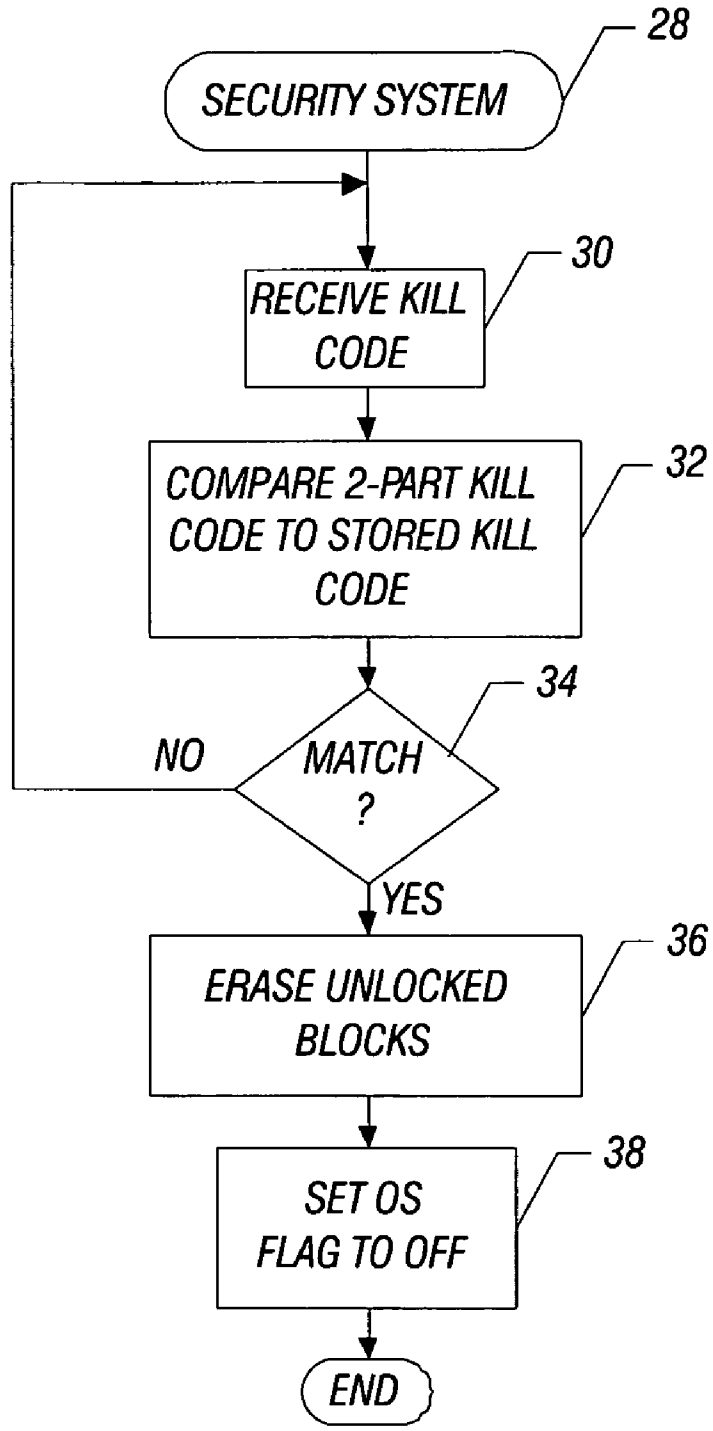 28
SECURITY SYSTEM
30
RECEIVE KILL
CODE
32
COMPARE 2-PART KILL
CODE TO STORED KILL
CODE
34
MATCH
?
NO
YES
36
ERASE UNLOCKED
BLOCKS
38
SET OS
FLAG TO OFF
END